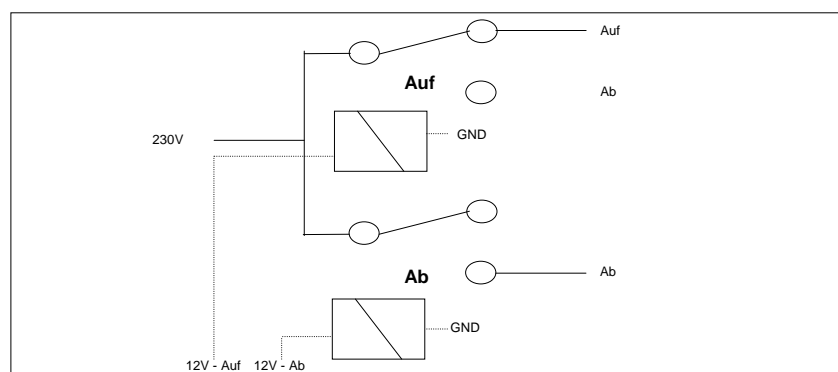 Auf
Auf
Ab
230V
GND
Ab
Ab
GND
12V - Auf
12V - Ab